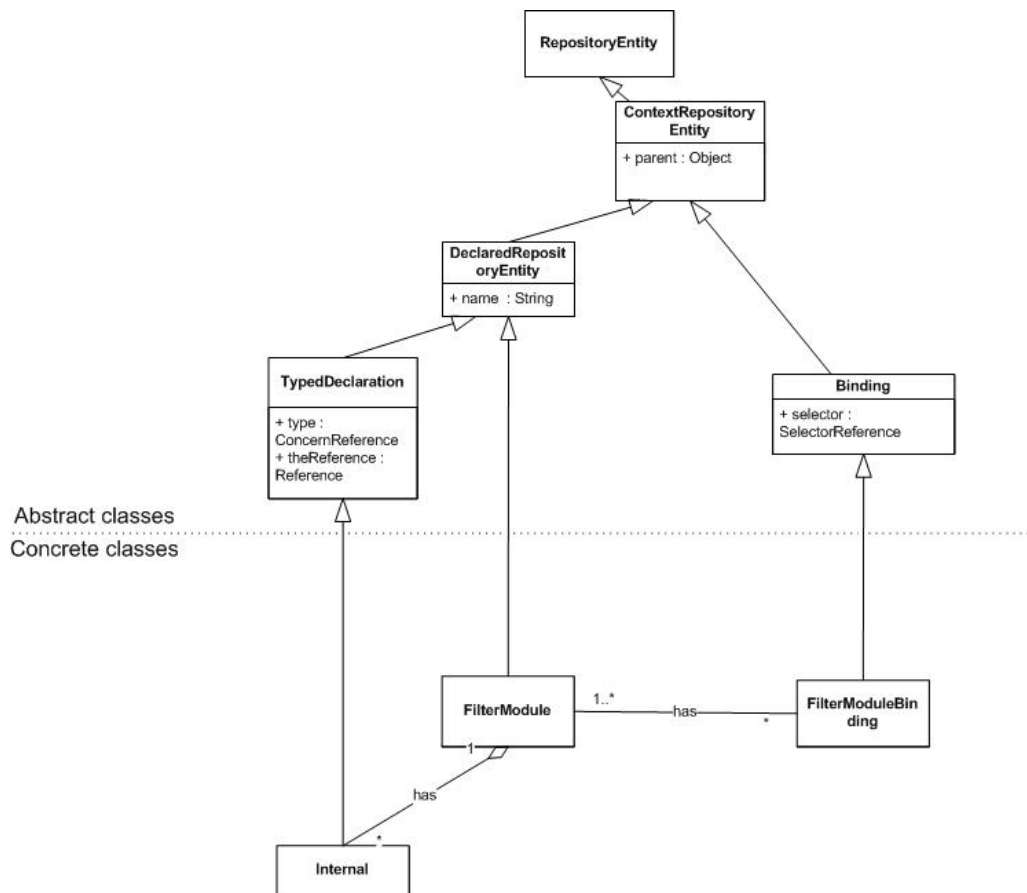 RepositoryEntity
ContextRepository
Entity
+ parent : Object
DeclaredReposit
oryEntity
+ name : String
TypedDeclaration
+ type :
ConcernReference
+ theReference :
Reference
Binding
+ selector :
SelectorReference
Abstract classes
Concrete classes
FilterModule
1..*
has
*
FilterModuleBin
ding
1
has
*
Internal